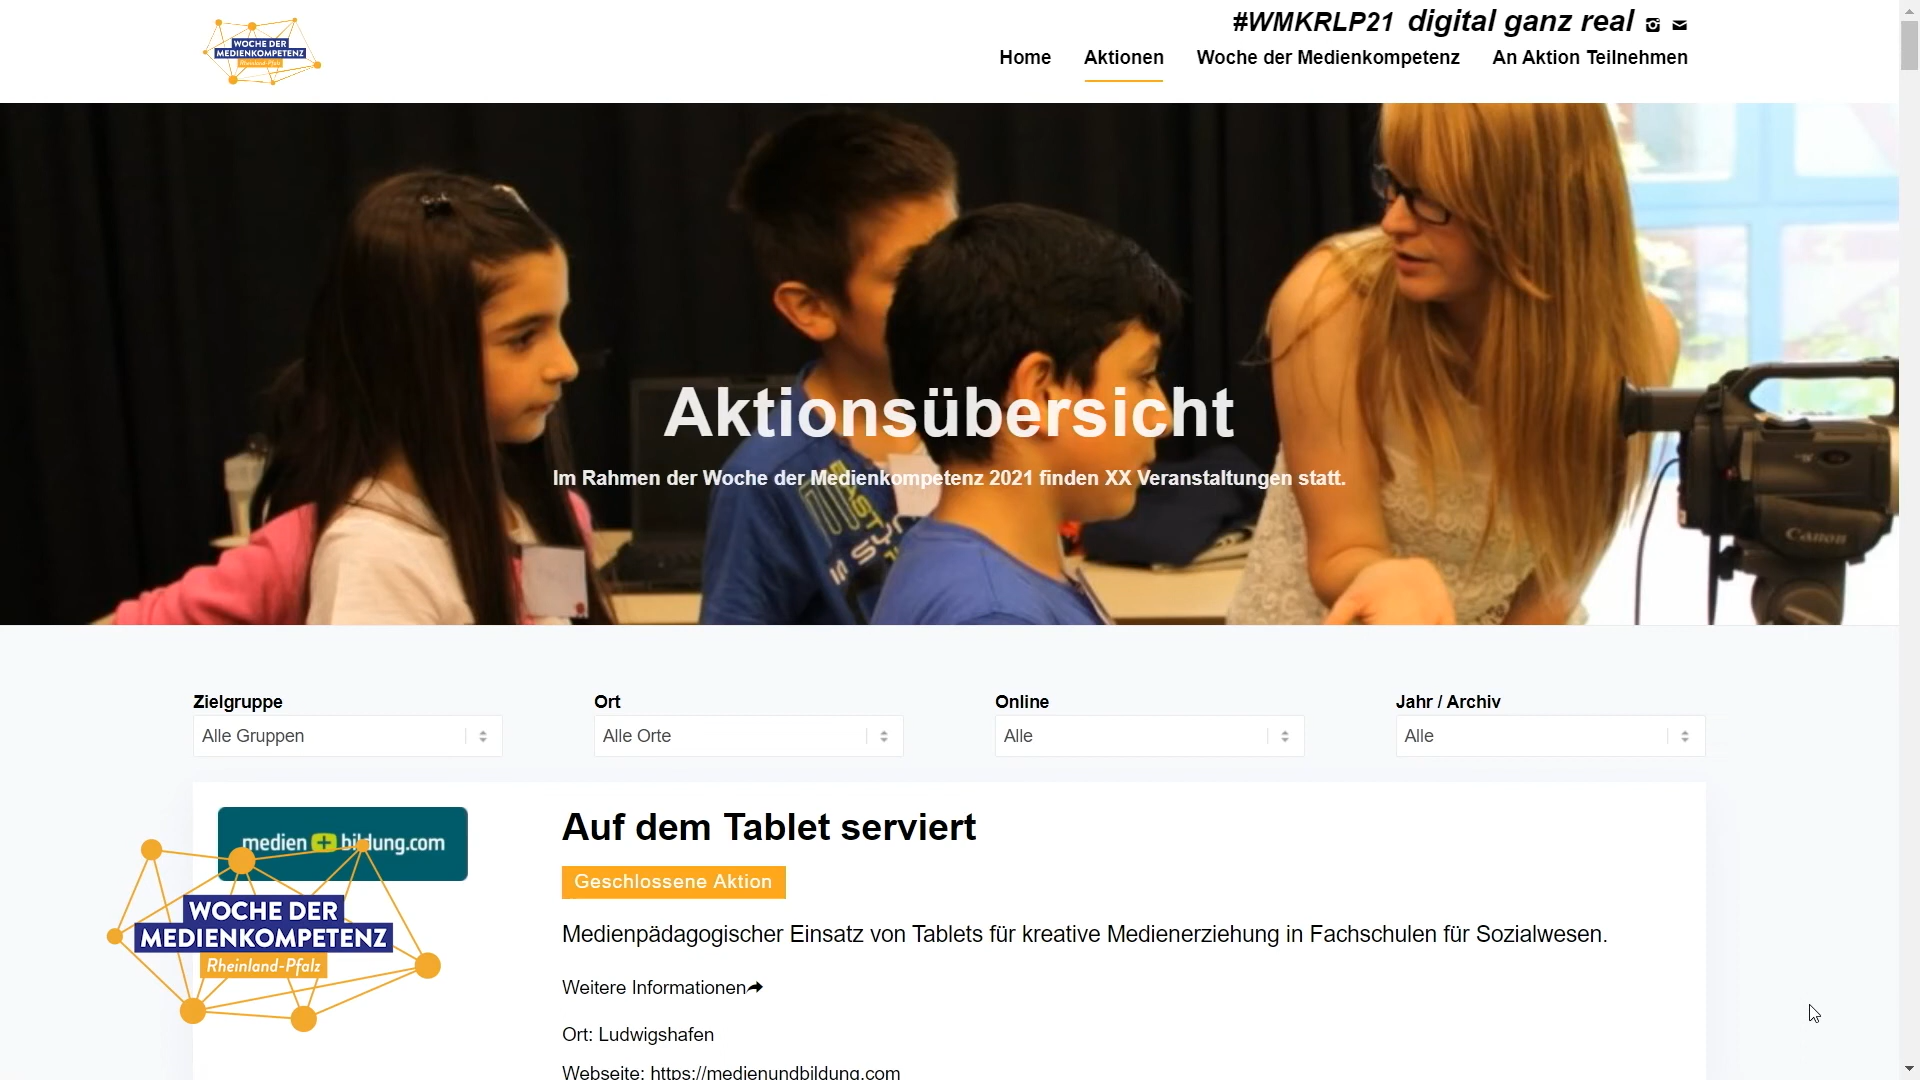 WOCHE DER
MEDIENKOMPETENZ
Rheinland-Pfalz
#WMKRLP21 digital ganz real
Home Aktionen Woche der Medienkompetenz An Aktion Teilnehmen
Aktionsübersicht
Im Rahmen der Woche der Medienkompetenz 2021 finden XX Veranstaltungen statt.
Canon
Zielgruppe Ort Online Jahr / Archiv
Alle Gruppen Alle Orte Alle Alle
medien + bildung.com
Auf dem Tablet serviert
Geschlossene Aktion
Medienpädagogischer Einsatz von Tablets für kreative Medienerziehung in Fachschulen für Sozialwesen.
Weitere Informationen
Ort: Ludwigshafen
Webseite: https://medienundbildung.com
WOCHE DER
MEDIENKOMPETENZ
Rheinland-Pfalz